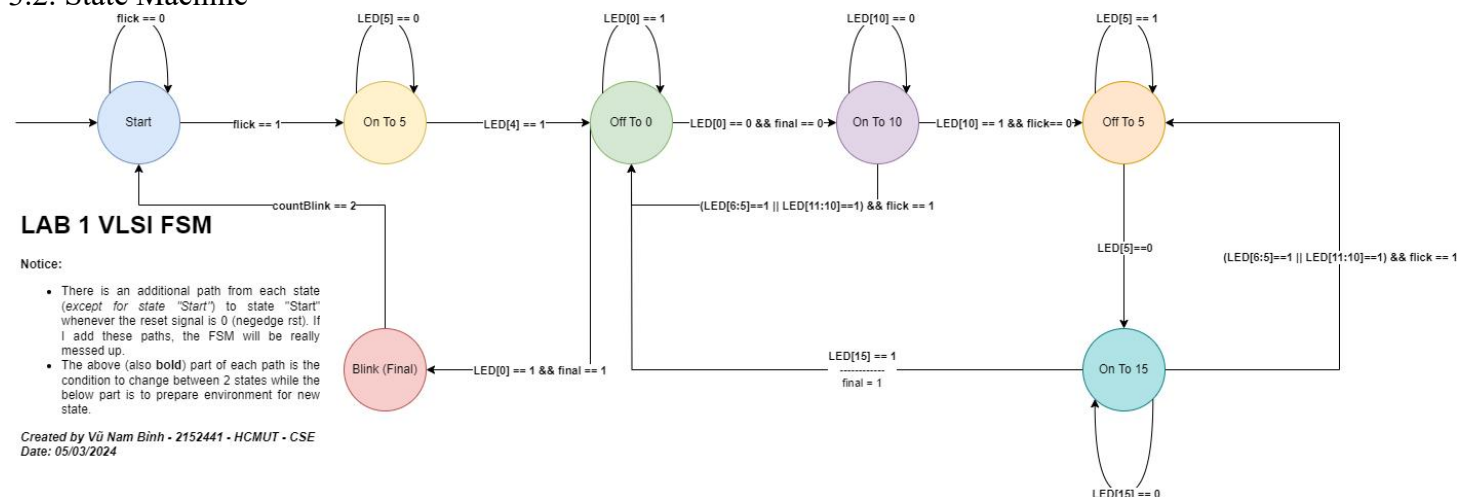 3.2. State Machine
flick == 0
LED[5] == 0
LED[0] == 1
LED[10] == 0
LED[5] == 1
Start
flick == 1
On To 5
LED[4] == 1
Off To 0
LED[0] == 0 && final == 0
On To 10
LED[10] == 1 && flick== 0
Off To 5
countBlink == 2
(LED[6:5]==1 || LED[11:10]==1) && flick == 1
LED[5]==0
(LED[6:5]==1 || LED[11:10]==1) && flick == 1
LAB 1 VLSI FSM
Notice:
• There is an additional path from each state
(except for state "Start") to state "Start"
whenever the reset signal is 0 (negedge rst). If
I add these paths, the FSM will be really
messed up.
• The above (also bold) part of each path is the
condition to change between 2 states while the
below part is to prepare environment for new
state.
Created by Vũ Nam Bình - 2152441 - HCMUT - CSE
Date: 05/03/2024
Blink (Final)
LED[0] == 1 && final == 1
LED[15] == 1
------------
final = 1
On To 15
LED[15] == 0